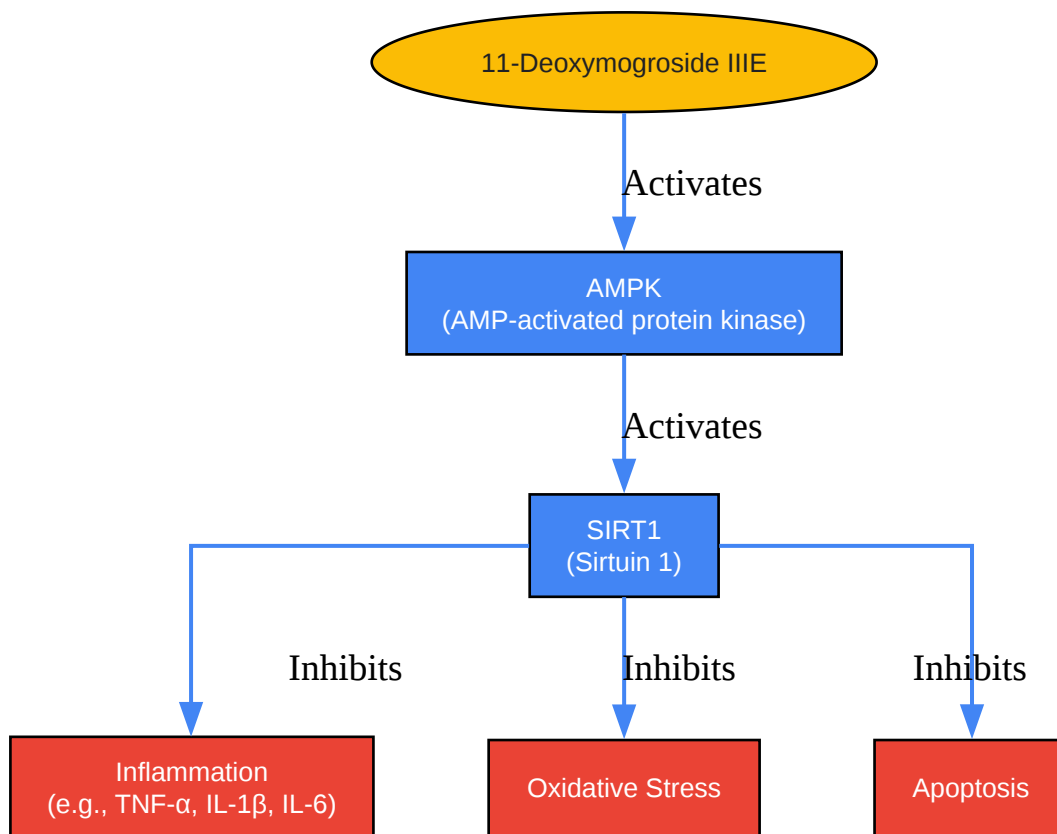 11-Deoxymogroside IIIE
Activates
AMPK
(AMP-activated protein kinase)
Activates
SIRT1
(Sirtuin 1)
Inhibits
Inhibits
Inhibits
Inflammation
(e.g., TNF-α, IL-1β, IL-6)
Oxidative Stress
Apoptosis